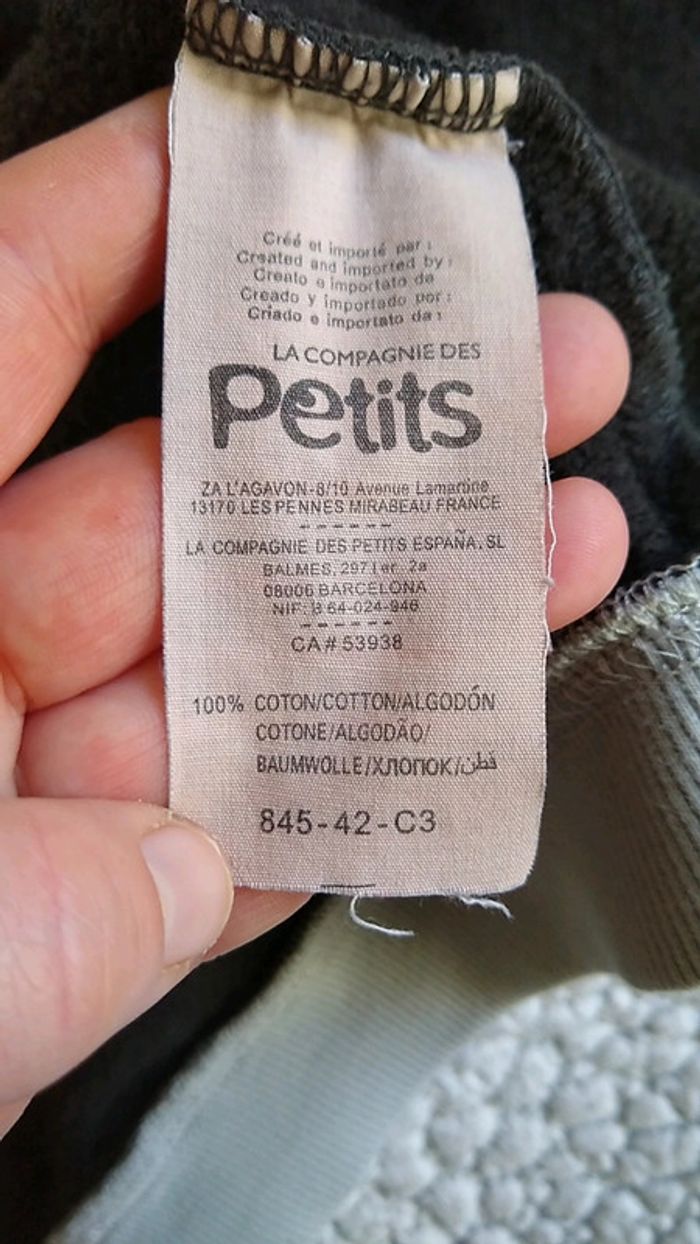 Créé et importé par :
Created and imported by :
Creato e importato da
Creado y importado por :
Criado e importato da :
LA COMPAGNIE DES
Petits
ZA L'AGAVON-8/10 Avenue Lamartine
13170 LES PENNES MIRABEAU FRANCE
------
LA COMPAGNIE DES PETITS ESPAÑA, SL
BALMES, 297 1er 2a
08006 BARCELONA
NIF: B 64-024-946
------
CA# 53938
100% COTON/COTTON/ALGODÓN
COTONE/ALGODÃO/
BAUMWOLLE/ХЛОПОК/قطن
845-42-C3